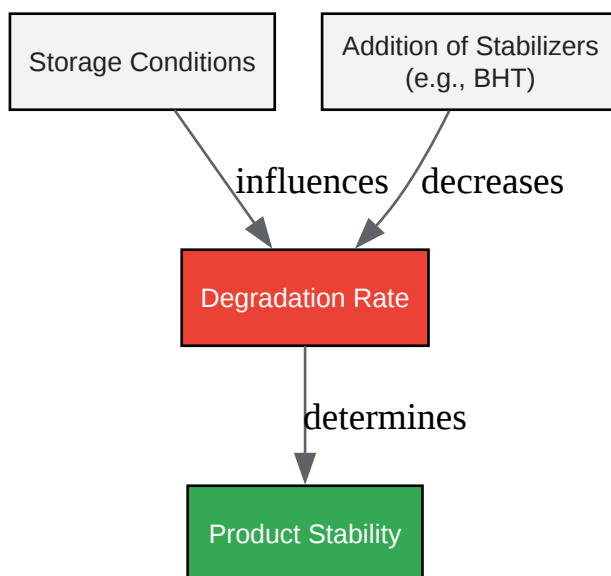 Storage Conditions
Addition of Stabilizers
(e.g., BHT)
influences
decreases
Degradation Rate
determines
Product Stability